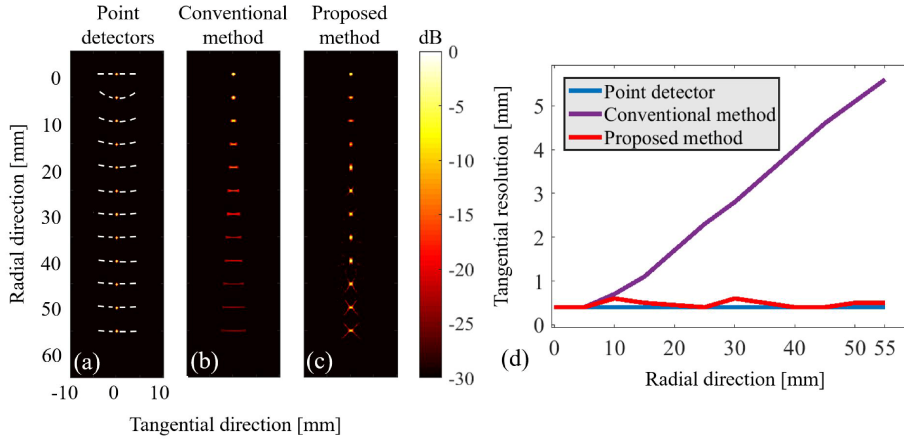 Point detectors
Conventional method
Proposed method
dB
0
-5
-10
-15
-20
-25
-30
Radial direction [mm]
0
10
20
30
40
50
60
(a)
(b)
(c)
-10
0
10
Tangential direction [mm]
Tangential resolution [mm]
5
4
3
2
1
0
Point detector
Conventional method
Proposed method
0
10
20
30
40
50
55
(d)
Radial direction [mm]